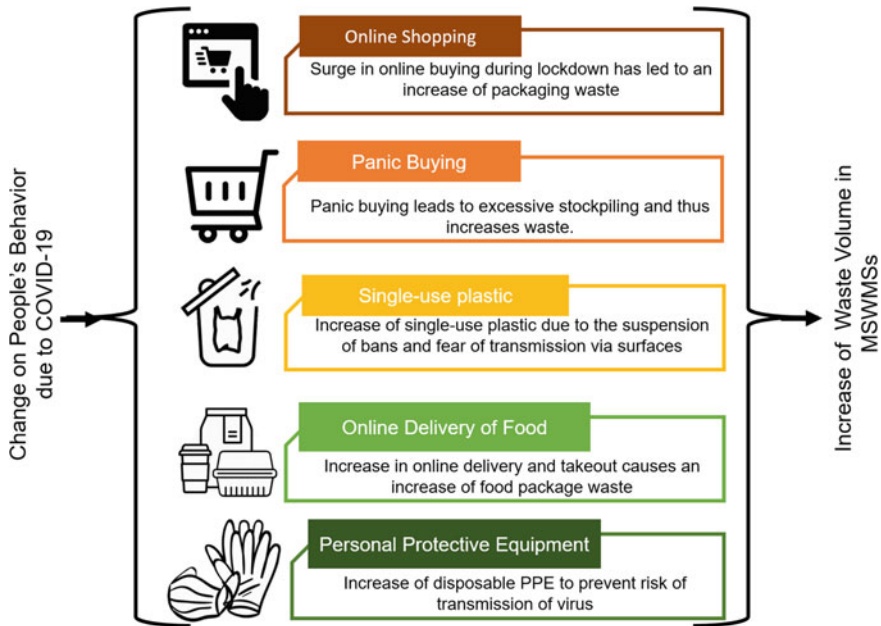 Change on People's Behavior
due to COVID-19
Online Shopping
Surge in online buying during lockdown has led to an
increase of packaging waste
Panic Buying
Panic buying leads to excessive stockpiling and thus
increases waste.
Single-use plastic
Increase of single-use plastic due to the suspension
of bans and fear of transmission via surfaces
Online Delivery of Food
Increase in online delivery and takeout causes an
increase of food package waste
Personal Protective Equipment
Increase of disposable PPE to prevent risk of
transmission of virus
Increase of Waste Volume in
MSWMSs